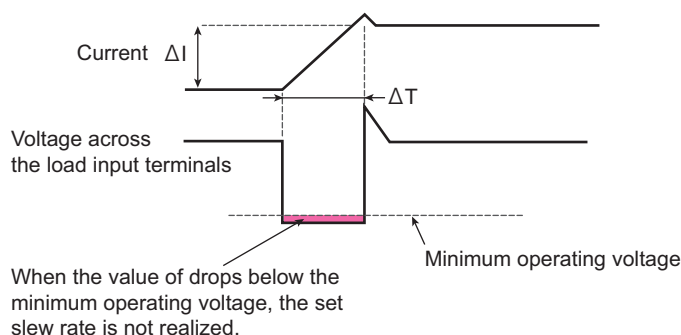 Current ΔI
ΔT
Voltage across
the load input terminals
Minimum operating voltage
When the value of drops below the
minimum operating voltage, the set
slew rate is not realized.